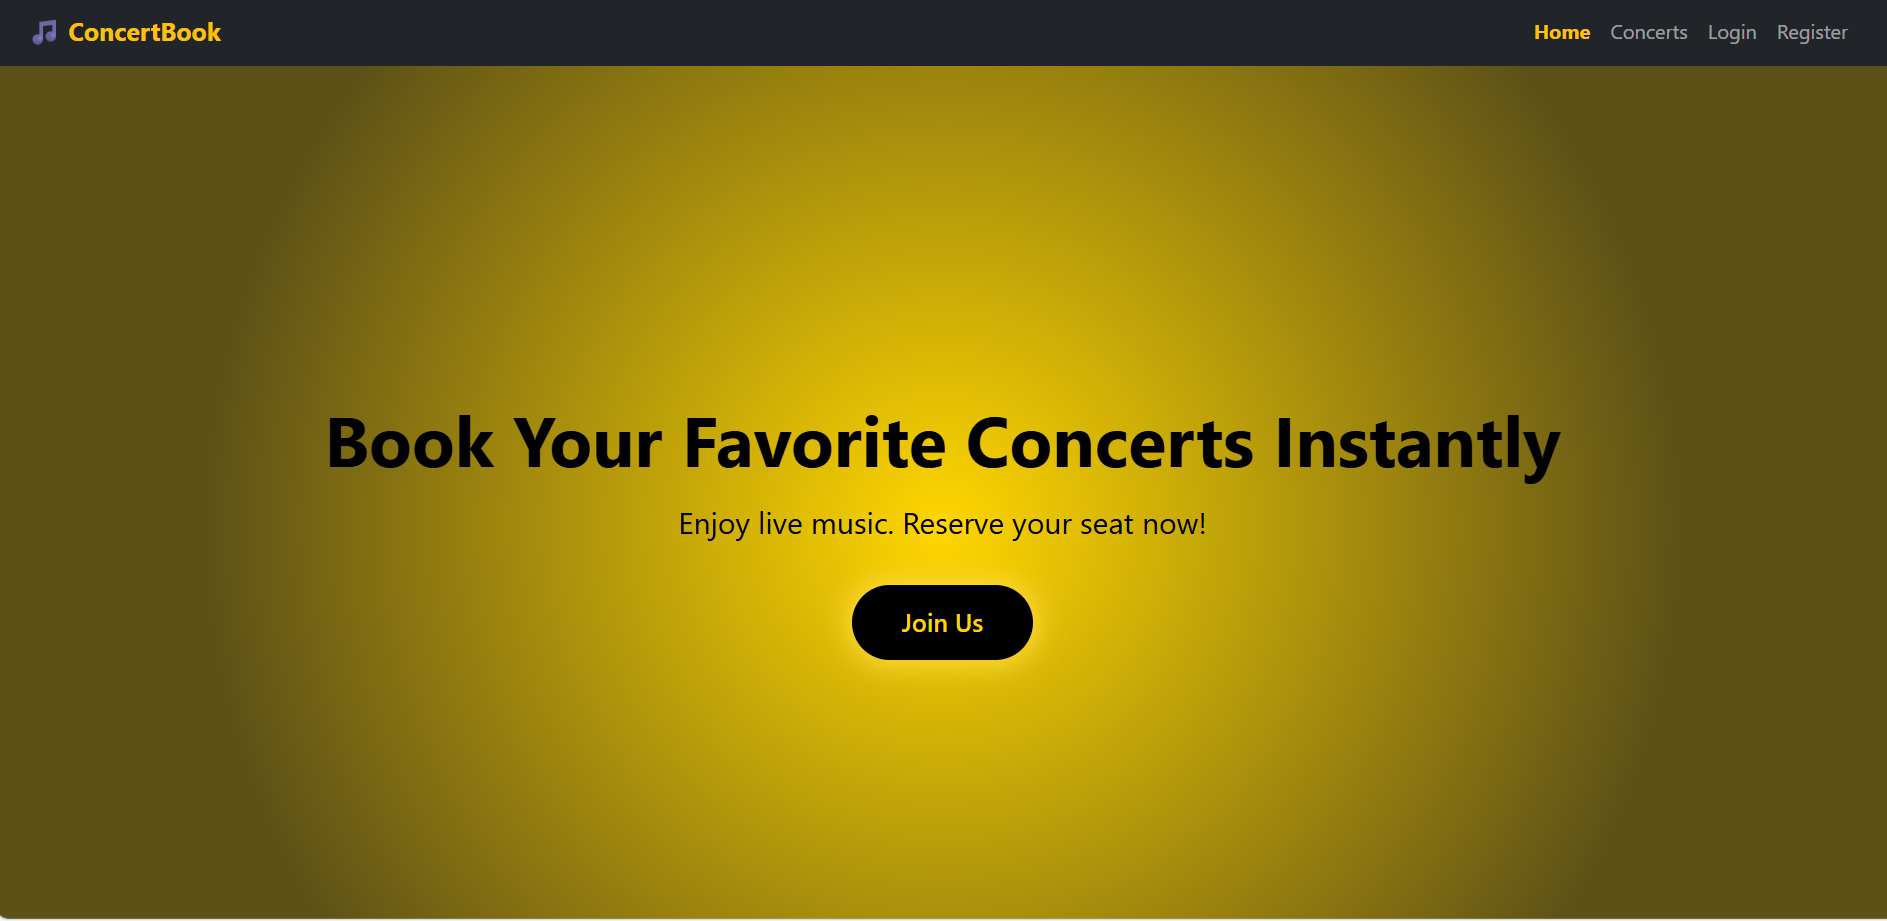 🎵 ConcertBook
Home Concerts Login Register
Book Your Favorite Concerts Instantly
Enjoy live music. Reserve your seat now!
Join Us